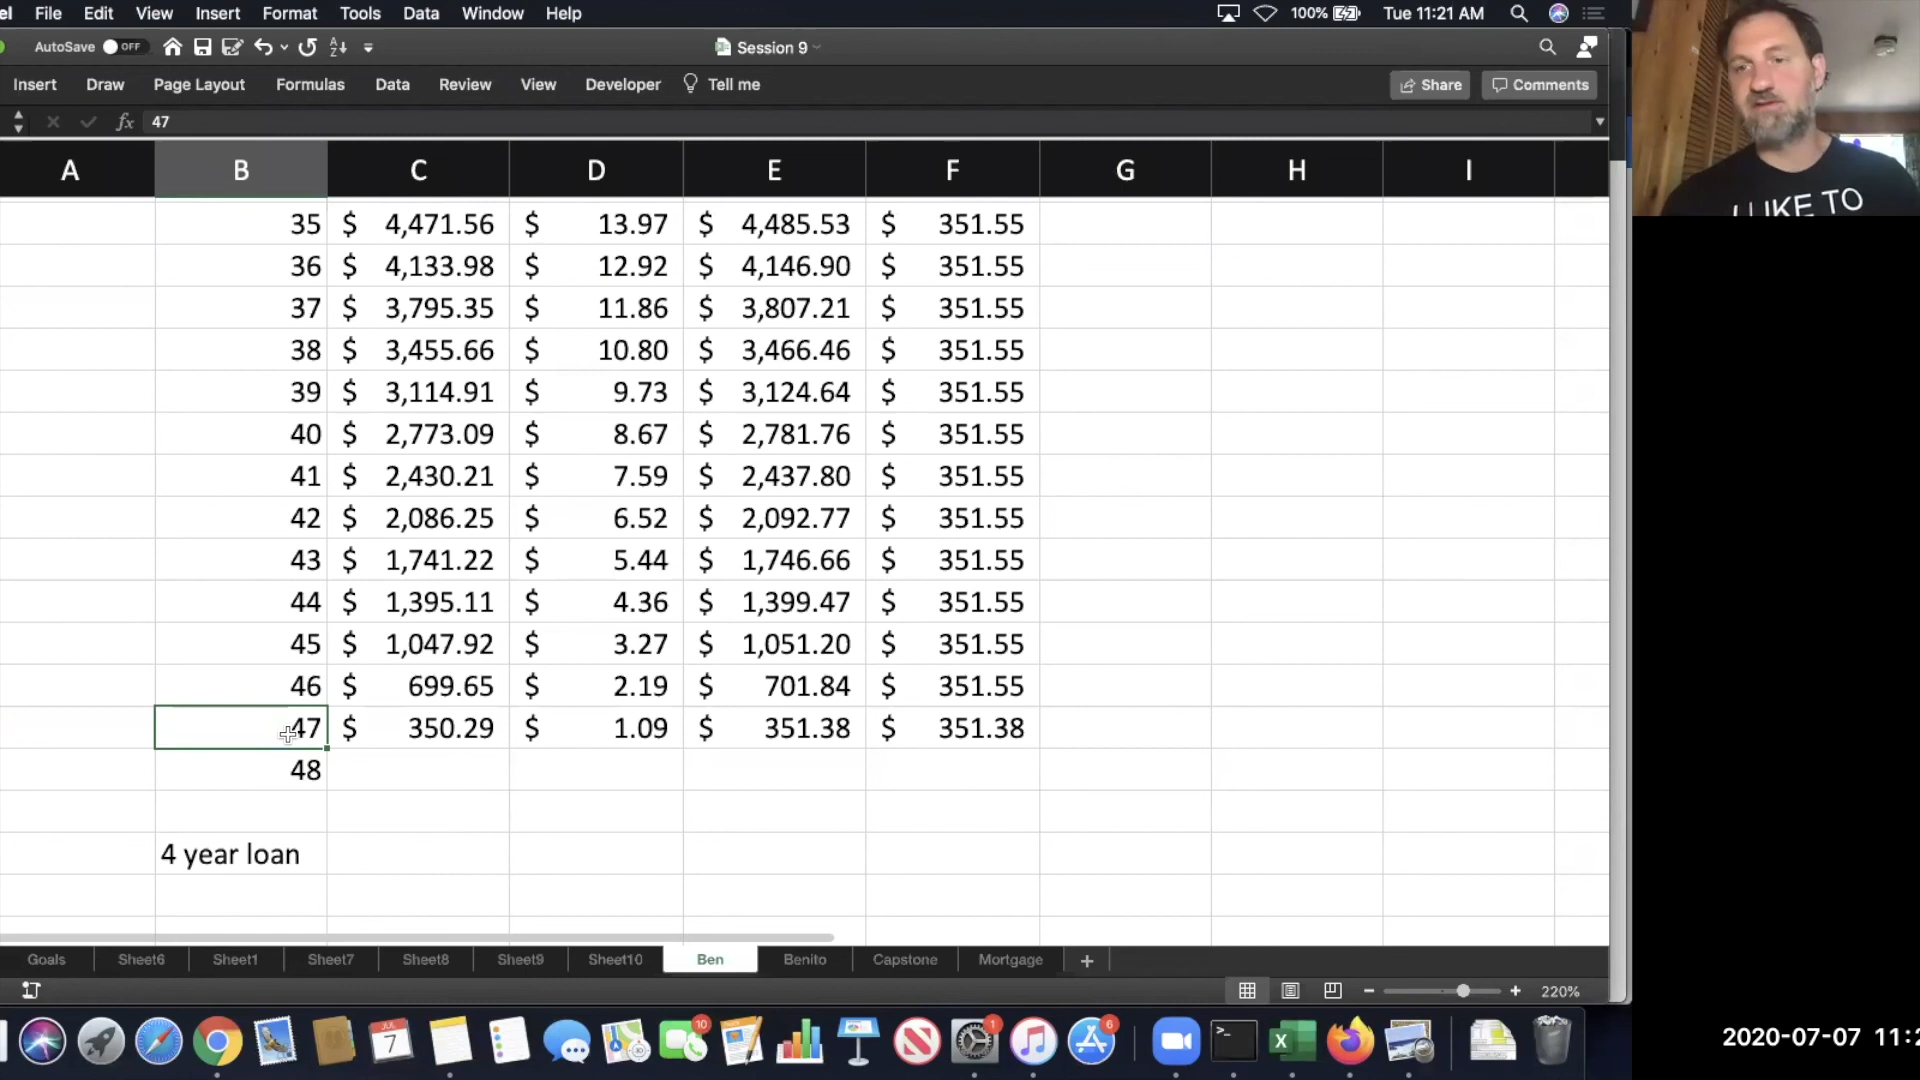 el File Edit View Insert Format Tools Data Window Help 100% Tue 11:21 AM
AutoSave OFF Session 9
Insert Draw Page Layout Formulas Data Review View Developer Tell me Share Comments
fx 47
A B C D E F G H I
35 $ 4,471.56 $ 13.97 $ 4,485.53 $ 351.55
36 $ 4,133.98 $ 12.92 $ 4,146.90 $ 351.55
37 $ 3,795.35 $ 11.86 $ 3,807.21 $ 351.55
38 $ 3,455.66 $ 10.80 $ 3,466.46 $ 351.55
39 $ 3,114.91 $ 9.73 $ 3,124.64 $ 351.55
40 $ 2,773.09 $ 8.67 $ 2,781.76 $ 351.55
41 $ 2,430.21 $ 7.59 $ 2,437.80 $ 351.55
42 $ 2,086.25 $ 6.52 $ 2,092.77 $ 351.55
43 $ 1,741.22 $ 5.44 $ 1,746.66 $ 351.55
44 $ 1,395.11 $ 4.36 $ 1,399.47 $ 351.55
45 $ 1,047.92 $ 3.27 $ 1,051.20 $ 351.55
46 $ 699.65 $ 2.19 $ 701.84 $ 351.55
47 $ 350.29 $ 1.09 $ 351.38 $ 351.38
48
4 year loan
Goals Sheet6 Sheet1 Sheet7 Sheet8 Sheet9 Sheet10 Ben Benito Capstone Mortgage +
220%
JUL
7
10
1
6
I LIKE TO
2020-07-07 11:2